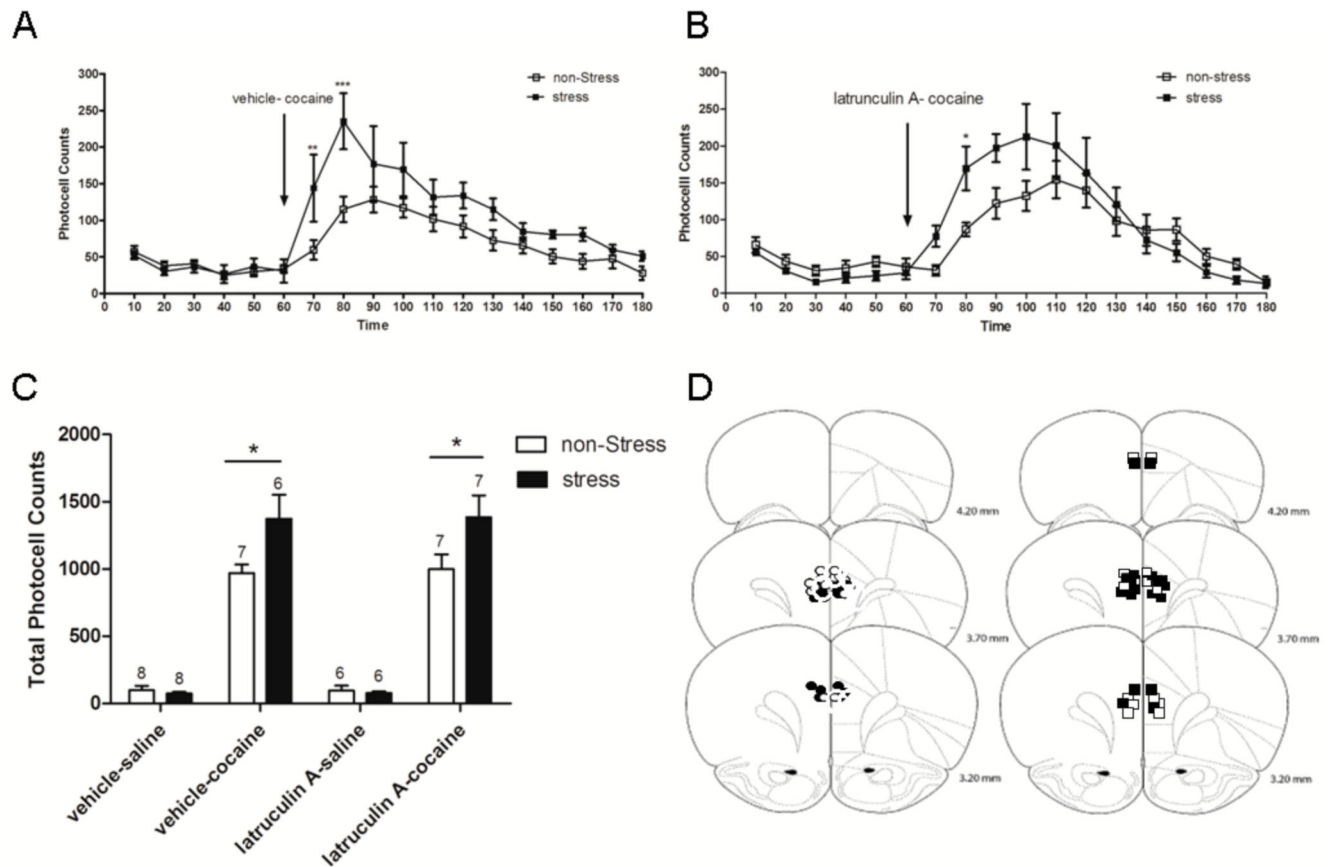 A
300
250
200
150
100
50
0
Photocell Counts
vehicle- cocaine
**
***
non-Stress
stress
0 10 20 30 40 50 60 70 80 90 100 110 120 130 140 150 160 170 180
Time
B
300
250
200
150
100
50
0
Photocelll Counts
latrunculin A- cocaine
*
non-stress
stress
0 10 20 30 40 50 60 70 80 90 100 110 120 130 140 150 160 170 180
Time
C
2000
1500
1000
500
0
Total Photocell Counts
non-Stress
stress
* *
8 8 7 6 6 6 7 7
vehicle-saline
vehicle-cocaine
latruculin A-saline
latruculin A-cocaine
D
4.20 mm
3.70 mm
3.20 mm
4.20 mm
3.70 mm
3.20 mm